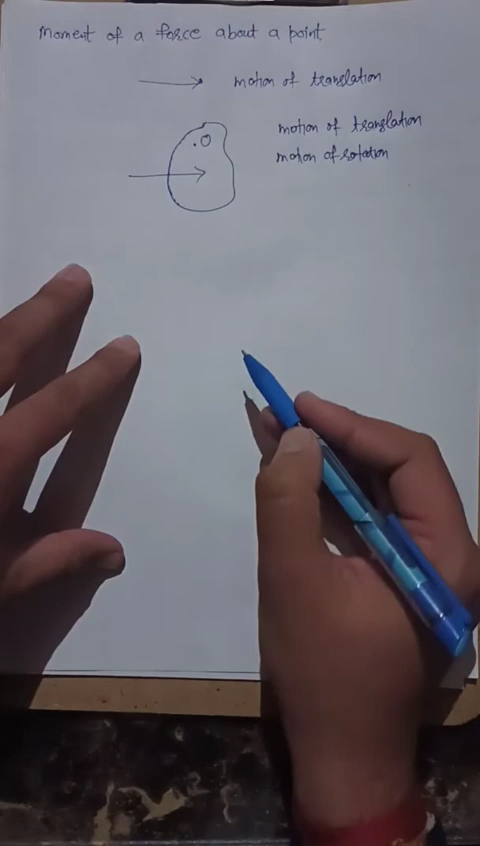 Moment of a force about a point
motion of translation
motion of translation
motion of rotation
O